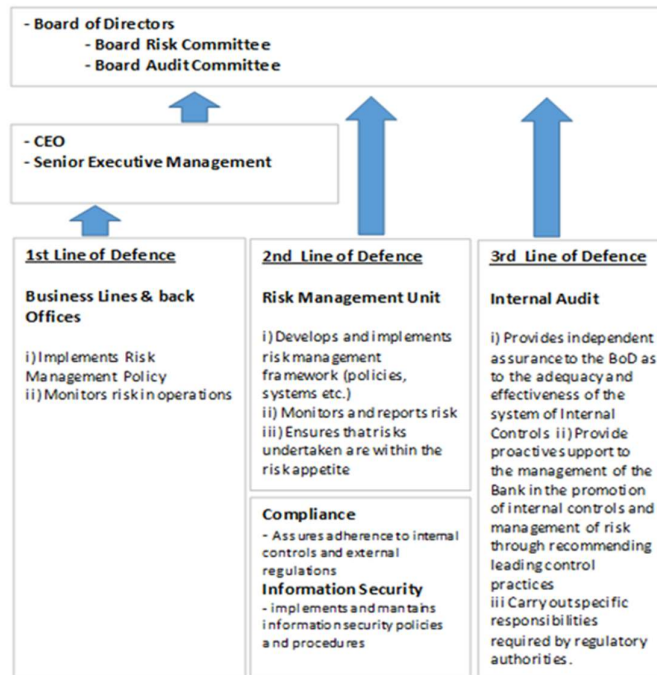 - Board of Directors
- Board Risk Committee
- Board Audit Committee
- CEO
- Senior Executive Management
1st Line of Defence
Business Lines & back
Offices
i) Implements Risk
Management Policy
ii) Monitors risk in operations
2nd Line of Defence
Risk Management Unit
i) Develops and implements
risk management
framework (policies,
systems etc.)
ii) Monitors and reports risk
iii) Ensures that risks
undertaken are within the
risk appetite
Compliance
- Assures adherence to internal
controls and external
regulations
Information Security
- implements and mantains
information security policies
and procedures
3rd Line of Defence
Internal Audit
i) Provides independent
assurance to the BoD as
to the adequacy and
effectiveness of the
system of Internal
Controls ii) Provide
proactive support to
the management of the
Bank in the promotion
of internal controls and
management of risk
through recommending
leading control
practices
iii Carry out specific
responsibilities
required by regulatory
authorities.